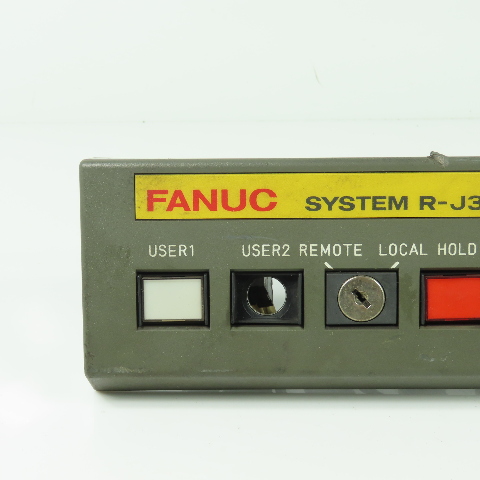 FANUC SYSTEM R-J3
USER1 USER2 REMOTE LOCAL HOLD